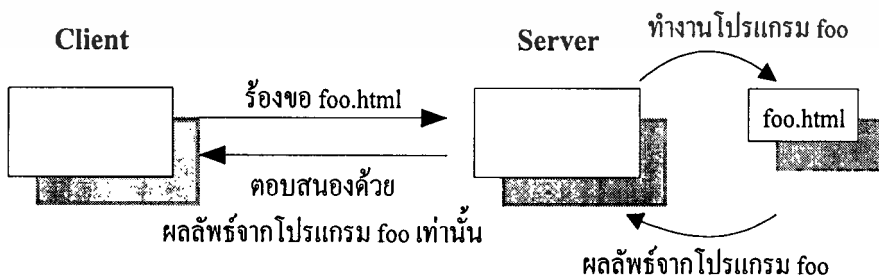 Client
Server
ทำงานโปรแกรม foo
ร้องขอ foo.html
foo.html
ตอบสนองด้วย
ผลลัพธ์จากโปรแกรม foo เท่านั้น
ผลลัพธ์จากโปรแกรม foo